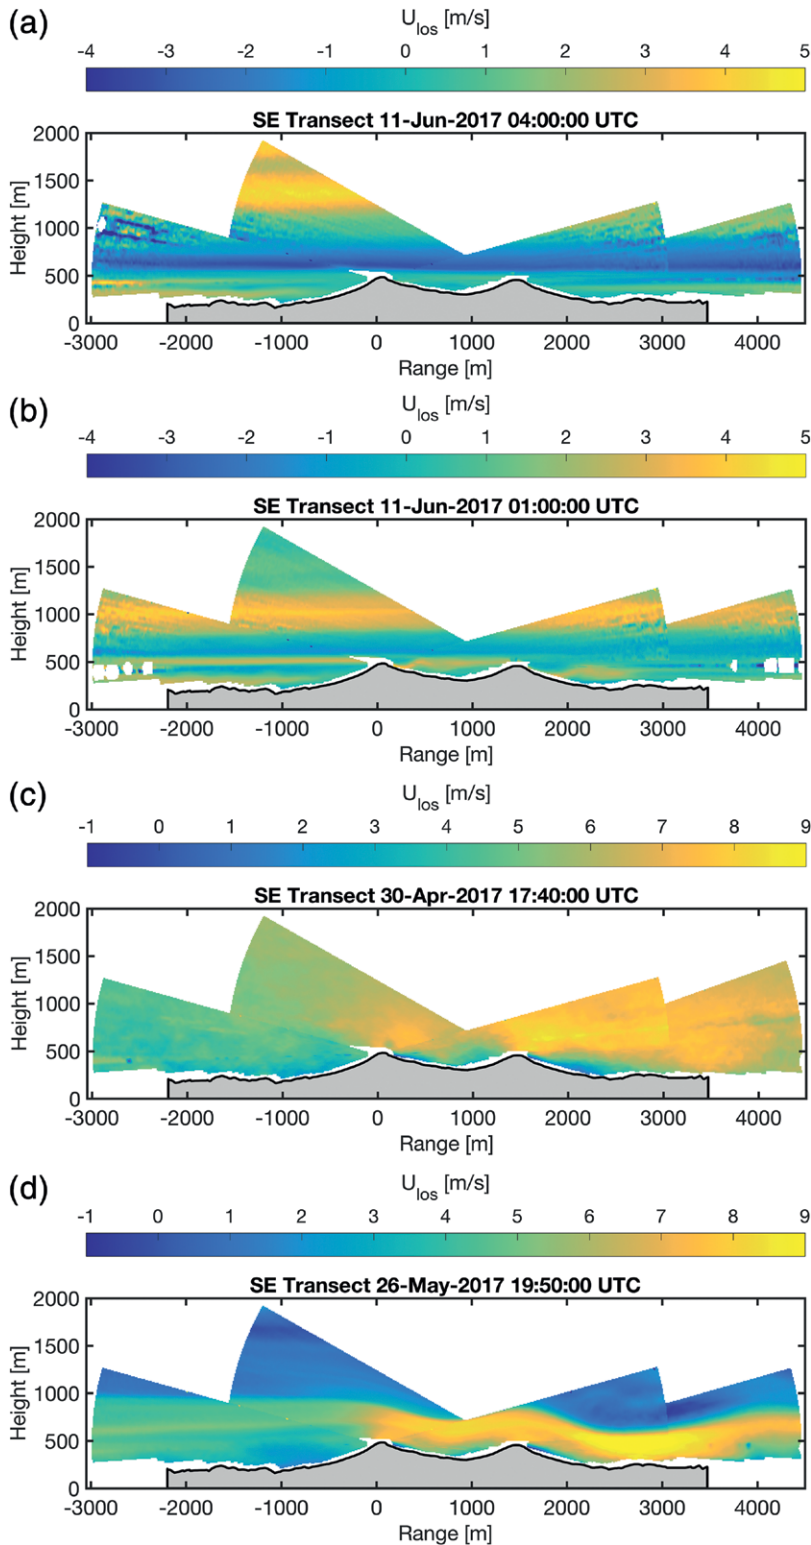 (a)
U_los [m/s]
-4 -3 -2 -1 0 1 2 3 4 5
SE Transect 11-Jun-2017 04:00:00 UTC
2000
1500
1000
500
0
Height [m]
-3000 -2000 -1000 0 1000 2000 3000 4000
Range [m]
(b)
U_los [m/s]
-4 -3 -2 -1 0 1 2 3 4 5
SE Transect 11-Jun-2017 01:00:00 UTC
2000
1500
1000
500
0
Height [m]
-3000 -2000 -1000 0 1000 2000 3000 4000
Range [m]
(c)
U_los [m/s]
-1 0 1 2 3 4 5 6 7 8 9
SE Transect 30-Apr-2017 17:40:00 UTC
2000
1500
1000
500
0
Height [m]
-3000 -2000 -1000 0 1000 2000 3000 4000
Range [m]
(d)
U_los [m/s]
-1 0 1 2 3 4 5 6 7 8 9
SE Transect 26-May-2017 19:50:00 UTC
2000
1500
1000
500
0
Height [m]
-3000 -2000 -1000 0 1000 2000 3000 4000
Range [m]